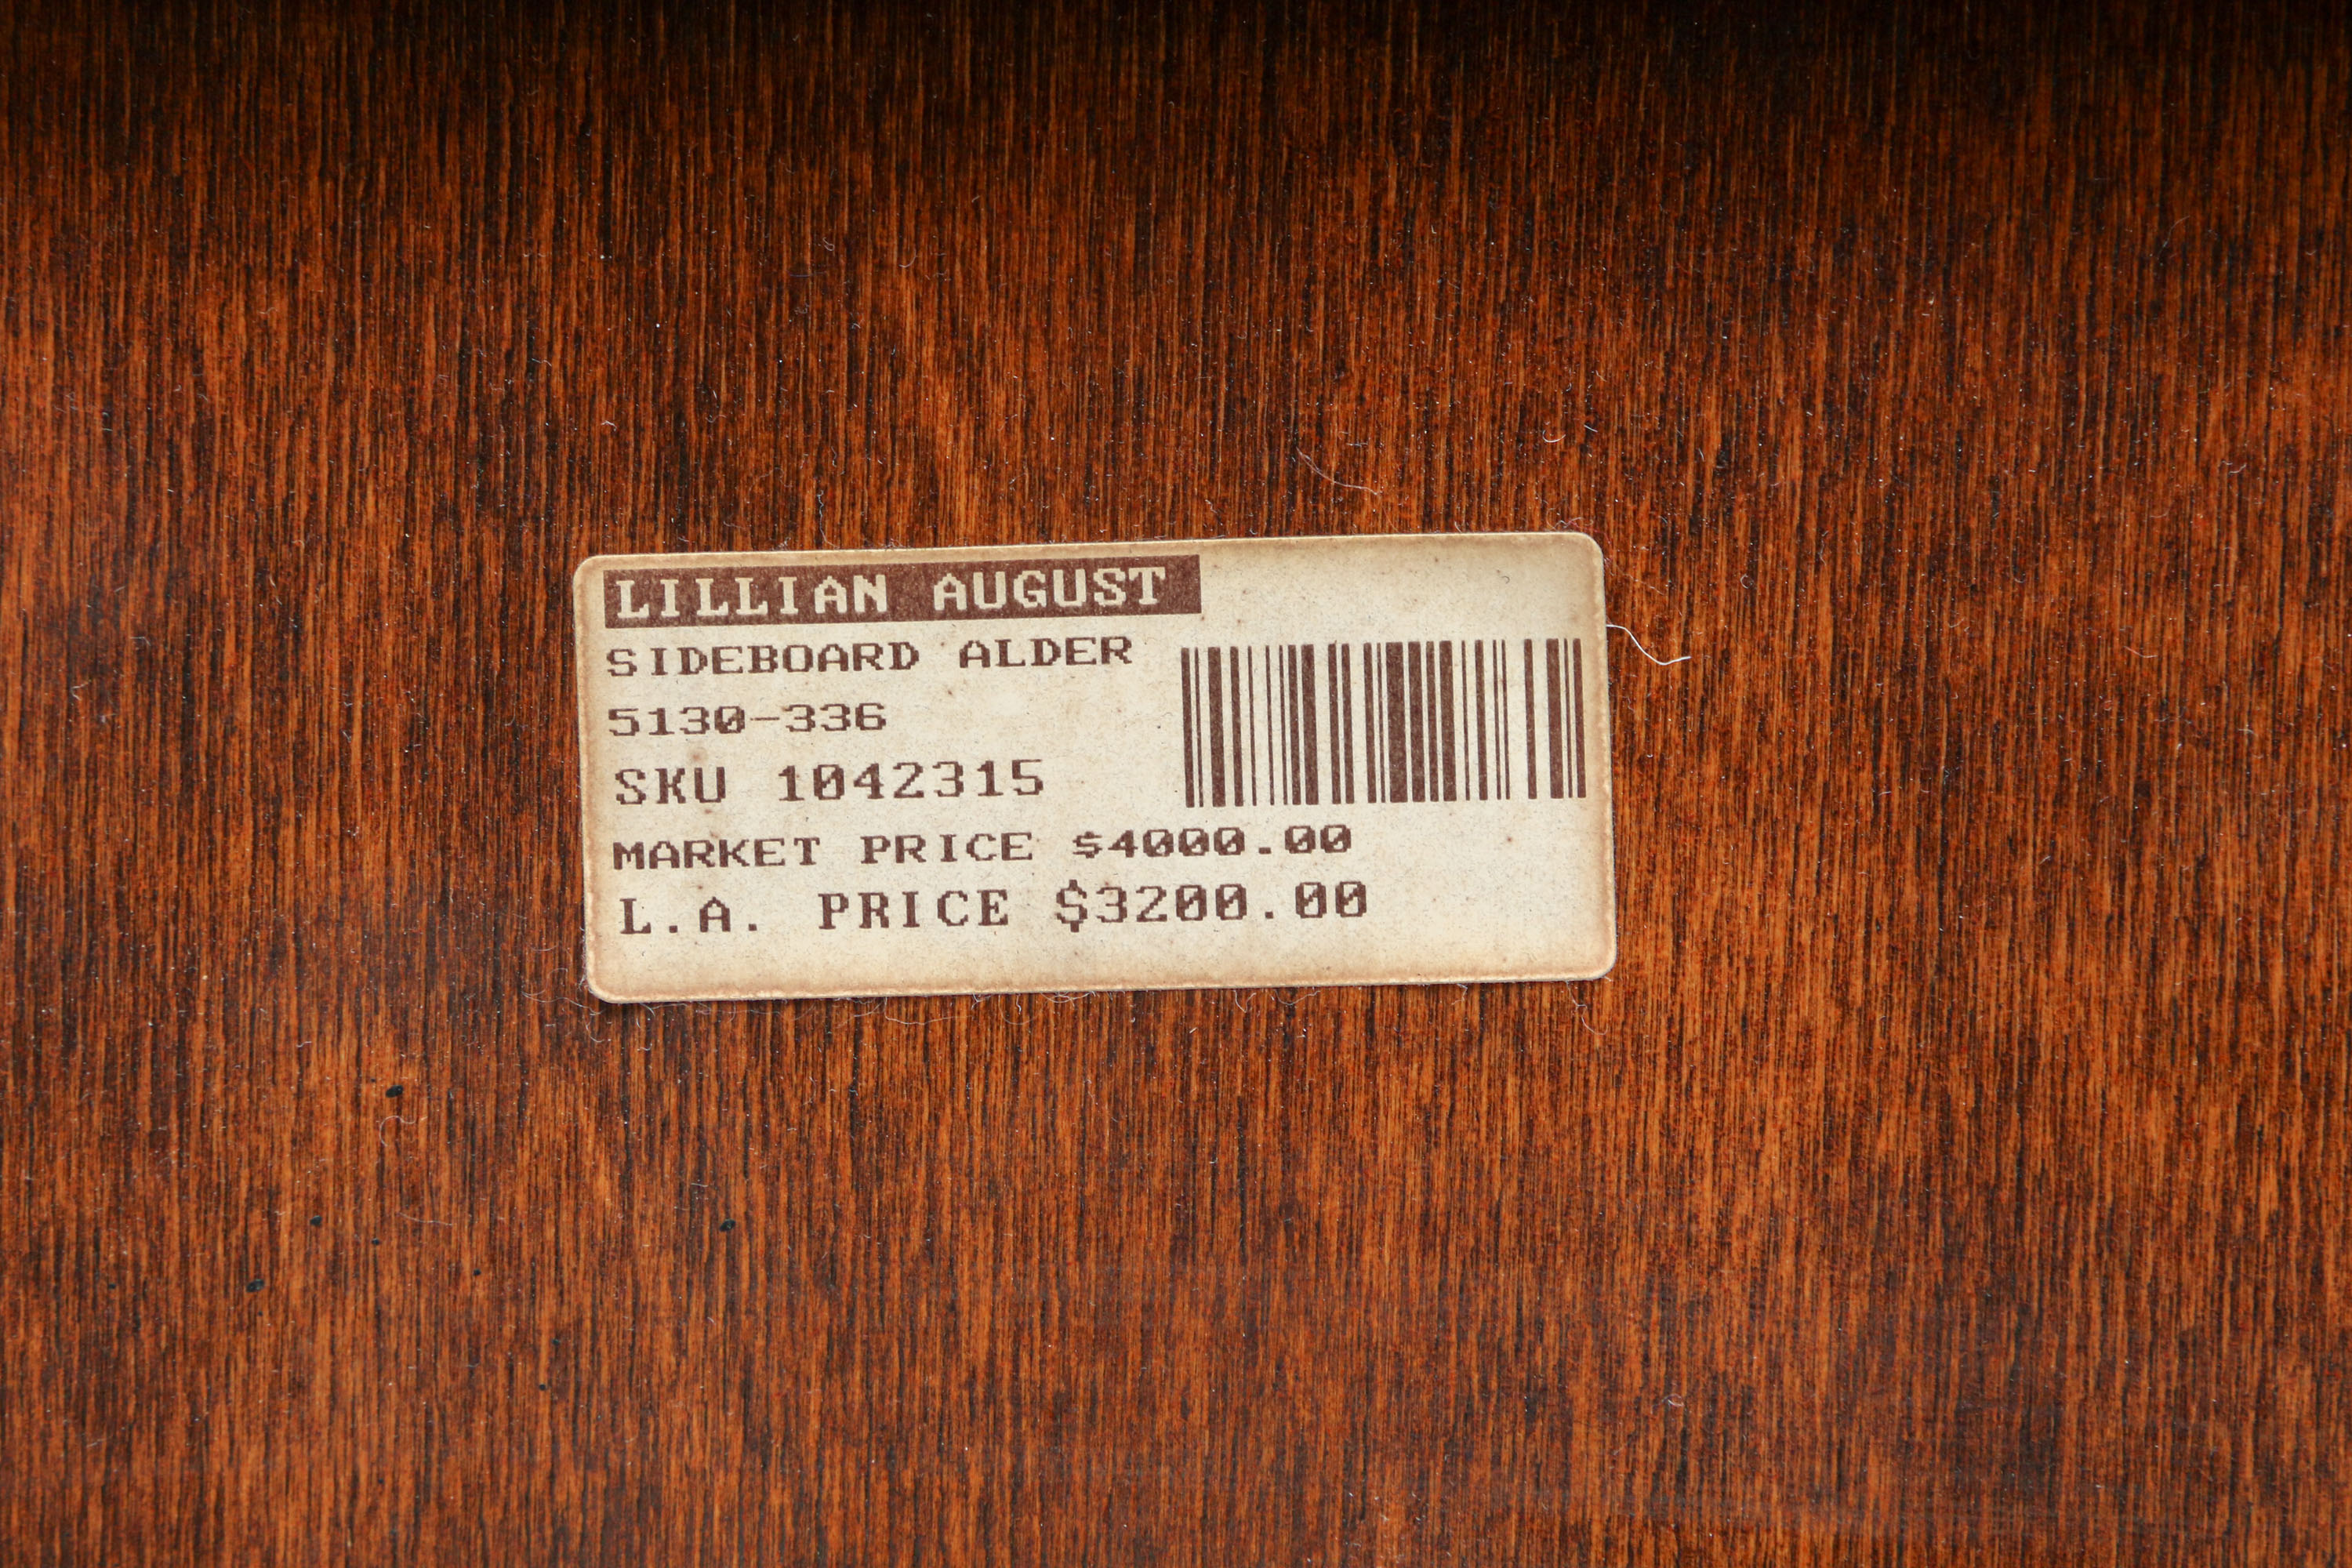 LILLIAN AUGUST
SIDEBOARD ALDER
5130-336
SKU 1042315
MARKET PRICE $4000.00
L.A. PRICE $3200.00